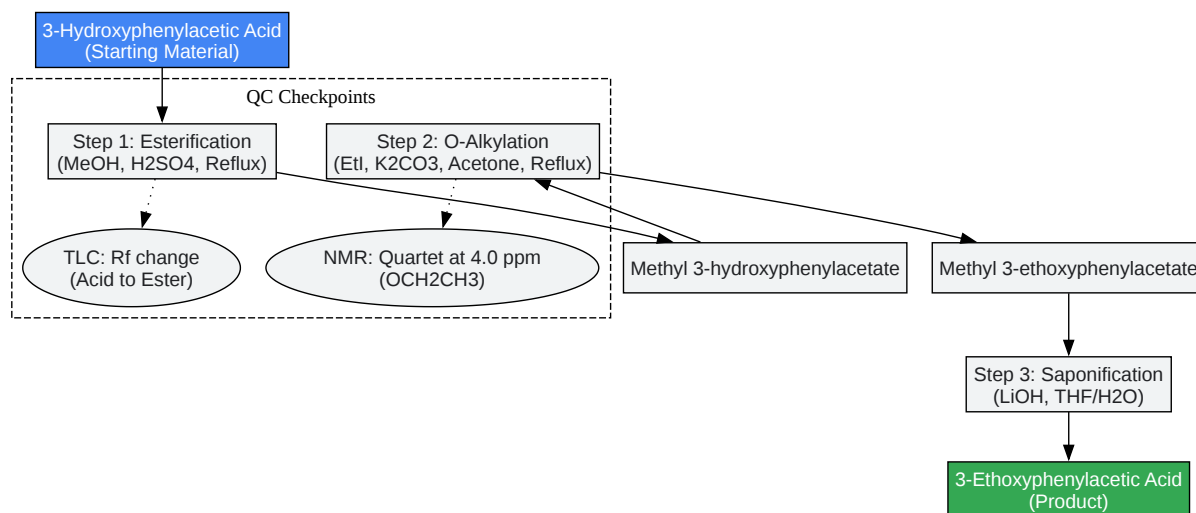 3-Hydroxyphenylacetic Acid
(Starting Material)
QC Checkpoints
Step 1: Esterification
(MeOH, H2SO4, Reflux)
Step 2: O-Alkylation
(EtI, K2CO3, Acetone, Reflux)
TLC: Rf change
(Acid to Ester)
NMR: Quartet at 4.0 ppm
(OCH2CH3)
Methyl 3-hydroxyphenylacetate
Methyl 3-ethoxyphenylacetate
Step 3: Saponification
(LiOH, THF/H2O)
3-Ethoxyphenylacetic Acid
(Product)